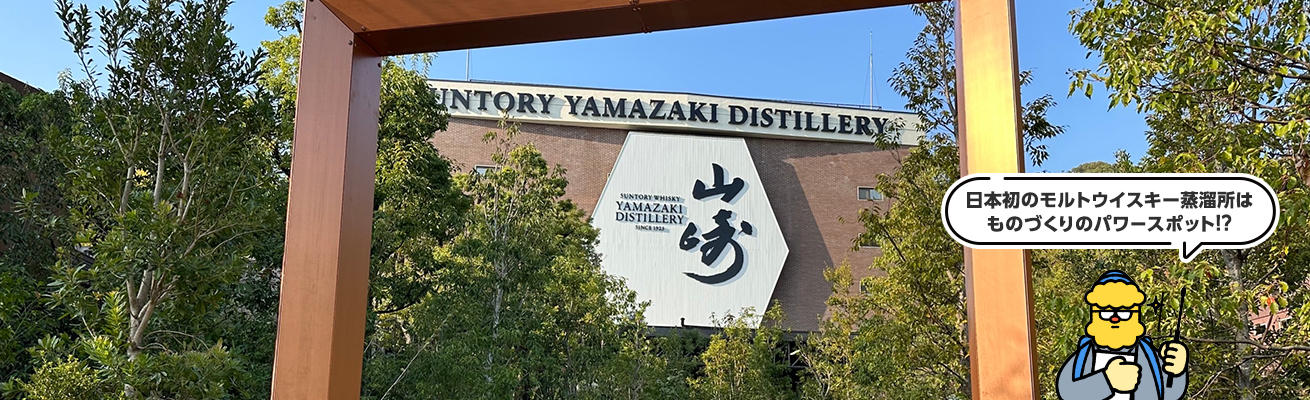 UNTORY YAMAZAKI DISTILLERY
SUNTORY WHISKY
YAMAZAKI
DISTILLERY
SINCE 1923
山崎
日本初のモルトウイスキー蒸溜所は
ものづくりのパワースポット!?